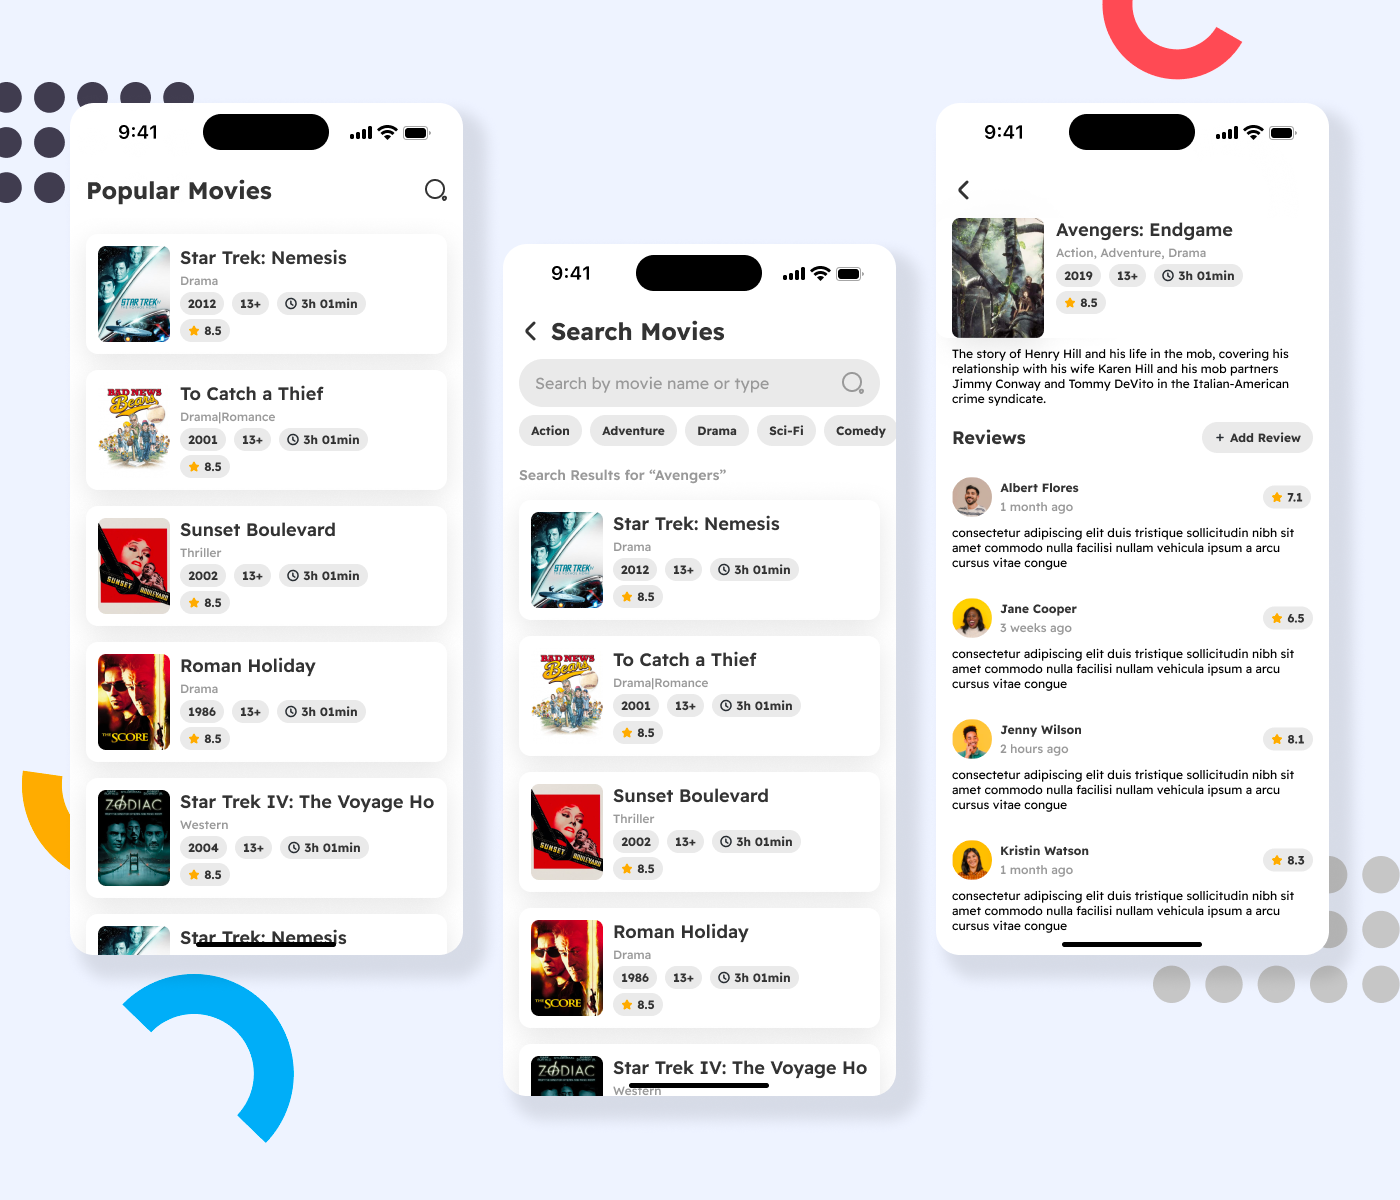 9:41
Popular Movies
STAR TREK
Star Trek: Nemesis
Drama
2012 13+ 3h 01min
8.5
BAD NEWS
Bears
To Catch a Thief
Drama|Romance
2001 13+ 3h 01min
8.5
SUNSET BOULEVARD
Sunset Boulevard
Thriller
2002 13+ 3h 01min
8.5
THE SCORE
Roman Holiday
Drama
1986 13+ 3h 01min
8.5
ZODIAC
Star Trek IV: The Voyage Ho
Western
2004 13+ 3h 01min
8.5
Star Trek: Nemesis
9:41
Search Movies
Search by movie name or type
Action Adventure Drama Sci-Fi Comedy
Search Results for “Avengers”
STAR TREK
Star Trek: Nemesis
Drama
2012 13+ 3h 01min
8.5
BAD NEWS
Bears
To Catch a Thief
Drama|Romance
2001 13+ 3h 01min
8.5
SUNSET BOULEVARD
Sunset Boulevard
Thriller
2002 13+ 3h 01min
8.5
THE SCORE
Roman Holiday
Drama
1986 13+ 3h 01min
8.5
ZODIAC
Star Trek IV: The Voyage Ho
Western
9:41
Avengers: Endgame
Action, Adventure, Drama
2019 13+ 3h 01min
8.5
The story of Henry Hill and his life in the mob, covering his
relationship with his wife Karen Hill and his mob partners
Jimmy Conway and Tommy DeVito in the Italian-American
crime syndicate.
Reviews + Add Review
Albert Flores
1 month ago
7.1
consectetur adipiscing elit duis tristique sollicitudin nibh sit
amet commodo nulla facilisi nullam vehicula ipsum a arcu
cursus vitae congue
Jane Cooper
3 weeks ago
6.5
consectetur adipiscing elit duis tristique sollicitudin nibh sit
amet commodo nulla facilisi nullam vehicula ipsum a arcu
cursus vitae congue
Jenny Wilson
2 hours ago
8.1
consectetur adipiscing elit duis tristique sollicitudin nibh sit
amet commodo nulla facilisi nullam vehicula ipsum a arcu
cursus vitae congue
Kristin Watson
1 month ago
8.3
consectetur adipiscing elit duis tristique sollicitudin nibh sit
amet commodo nulla facilisi nullam vehicula ipsum a arcu
cursus vitae congue